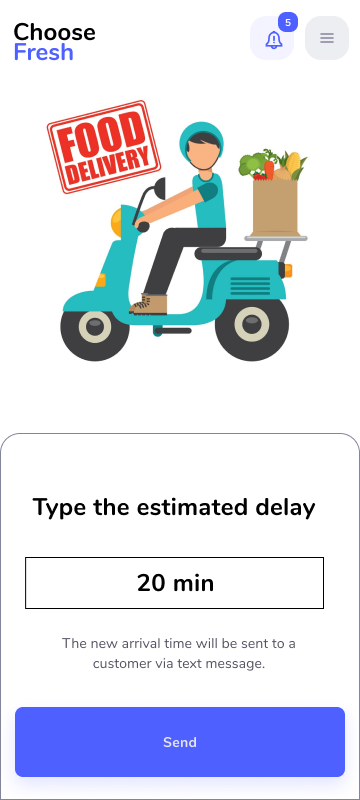 Choose
Fresh
5
FOOD
DELIVERY
Type the estimated delay
20 min
The new arrival time will be sent to a
customer via text message.
Send